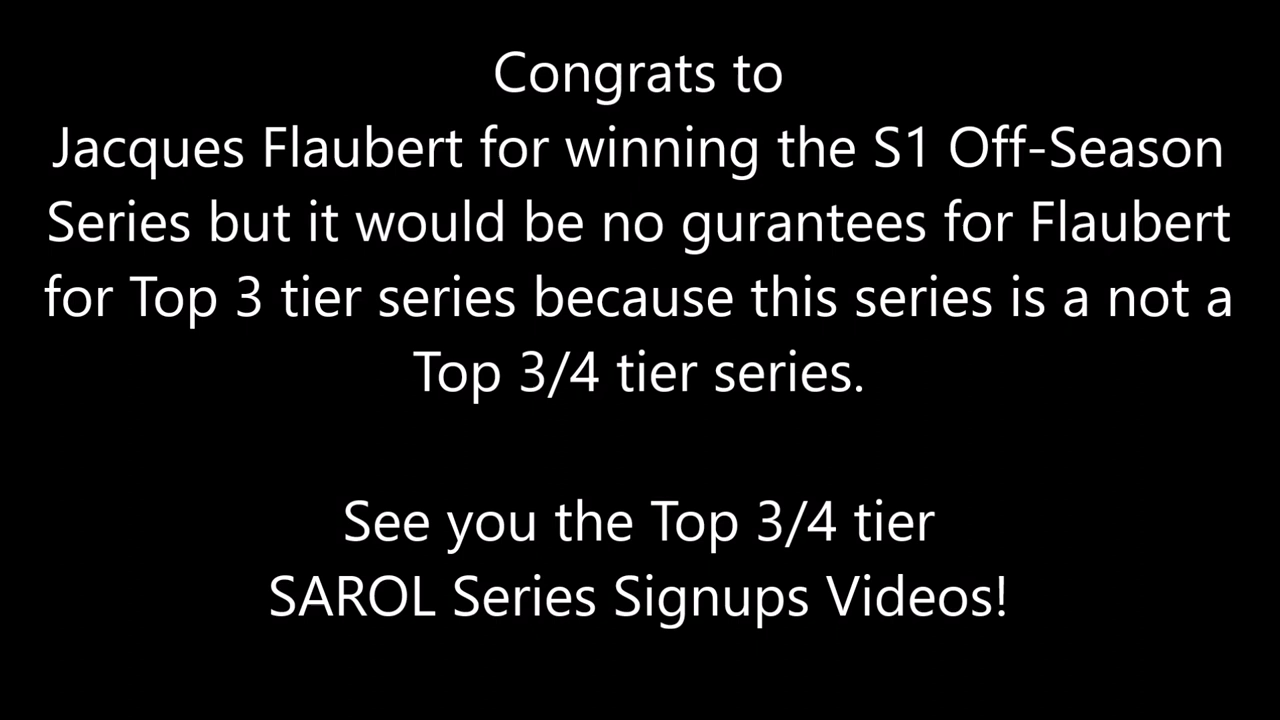 Congrats to
Jacques Flaubert for winning the S1 Off-Season
Series but it would be no gurantees for Flaubert
for Top 3 tier series because this series is a not a
Top 3/4 tier series.
See you the Top 3/4 tier
SAROL Series Signups Videos!